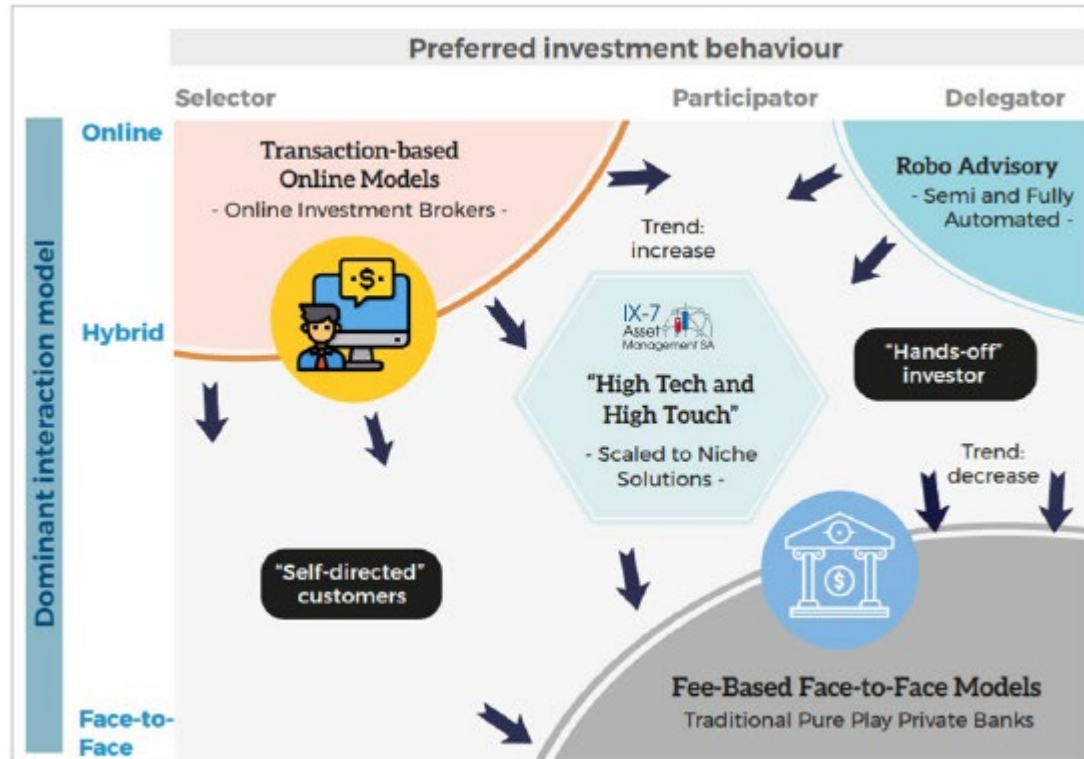 Preferred investment behaviour
Selector
Participator
Delegator
Dominant interaction model
Online
Hybrid
Face-to-
Face
Transaction-based
Online Models
- Online Investment Brokers -
Robo Advisory
- Semi and Fully
Automated -
Trend:
increase
$
IX-7
Asset
Management SA
"High Tech and
High Touch"
- Scaled to Niche
Solutions -
"Hands-off"
investor
Trend:
decrease
"Self-directed"
customers
$
Fee-Based Face-to-Face Models
Traditional Pure Play Private Banks